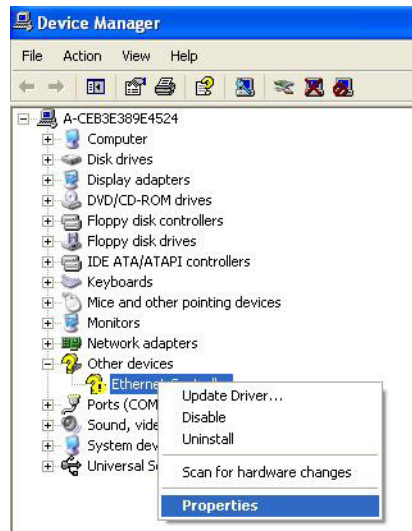 Device Manager
File Action View Help
A-CEB3E389E4524
Computer
Disk drives
Display adapters
DVD/CD-ROM drives
Floppy disk controllers
Floppy disk drives
IDE ATA/ATAPI controllers
Keyboards
Mice and other pointing devices
Monitors
Network adapters
Other devices
Ethernet
Ports (COM
Sound, vide
System dev
Universal S
Update Driver...
Disable
Uninstall
Scan for hardware changes
Properties